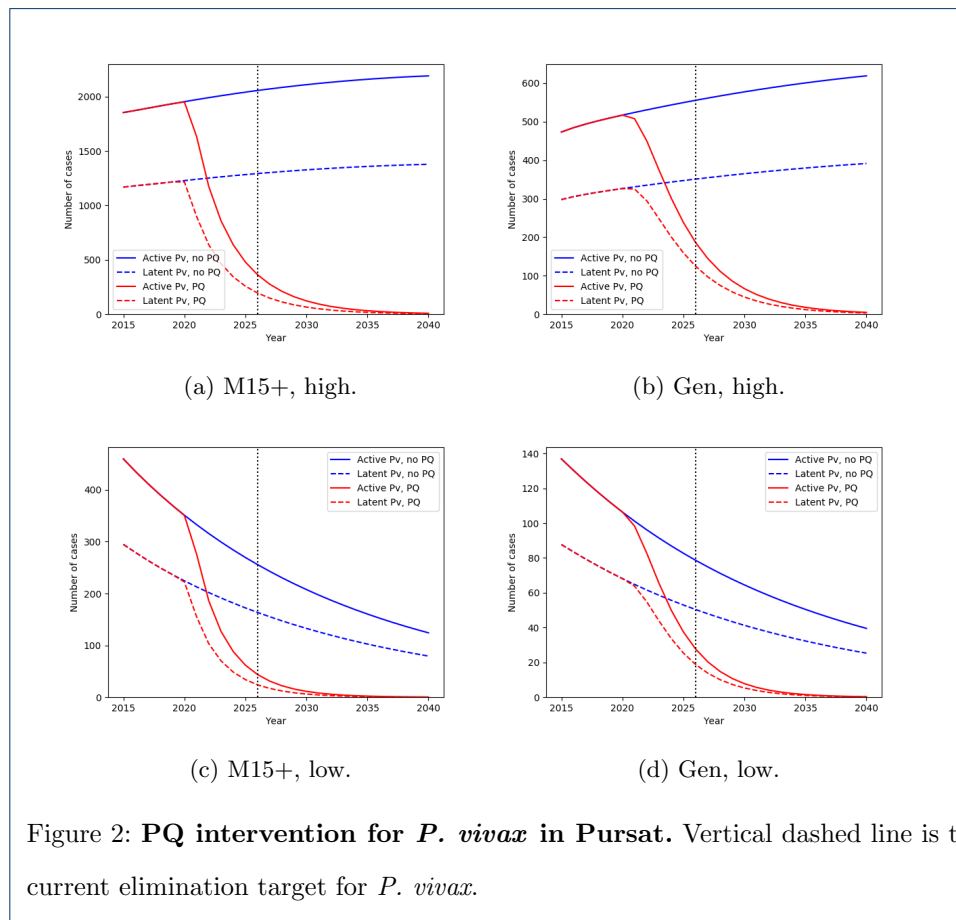 2000
1500
1000
500
0
Number of cases
Active Pv, no PQ
Latent Pv, no PQ
Active Pv, PQ
Latent Pv, PQ
2015 2020 2025 2030 2035 2040
Year
(a) M15+, high.
600
500
400
300
200
100
0
Number of cases
Active Pv, no PQ
Latent Pv, no PQ
Active Pv, PQ
Latent Pv, PQ
2015 2020 2025 2030 2035 2040
Year
(b) Gen, high.
400
300
200
100
0
Number of cases
Active Pv, no PQ
Latent Pv, no PQ
Active Pv, PQ
Latent Pv, PQ
2015 2020 2025 2030 2035 2040
Year
(c) M15+, low.
140
120
100
80
60
40
20
0
Number of cases
Active Pv, no PQ
Latent Pv, no PQ
Active Pv, PQ
Latent Pv, PQ
2015 2020 2025 2030 2035 2040
Year
(d) Gen, low.
Figure 2: PQ intervention for P. vivax in Pursat. Vertical dashed line is
current elimination target for P. vivax.